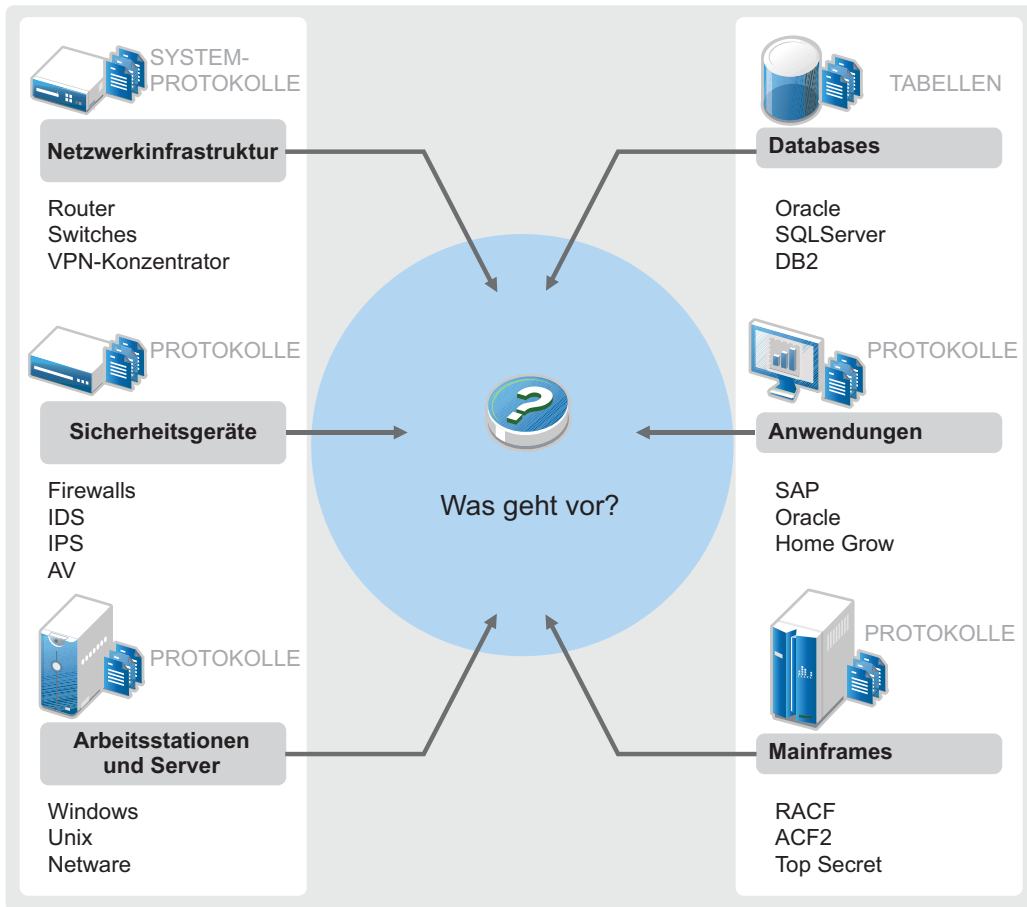 SYSTEM-
PROTOKOLLE
Netzwerkinfrastruktur
Router
Switches
VPN-Konzentrator
PROTOKOLLE
Sicherheitsgeräte
Firewalls
IDS
IPS
AV
PROTOKOLLE
Arbeitsstationen
und Server
Windows
Unix
Netware
?
Was geht vor?
TABELLEN
Databases
Oracle
SQLServer
DB2
PROTOKOLLE
Anwendungen
SAP
Oracle
Home Grow
PROTOKOLLE
Mainframes
RACF
ACF2
Top Secret